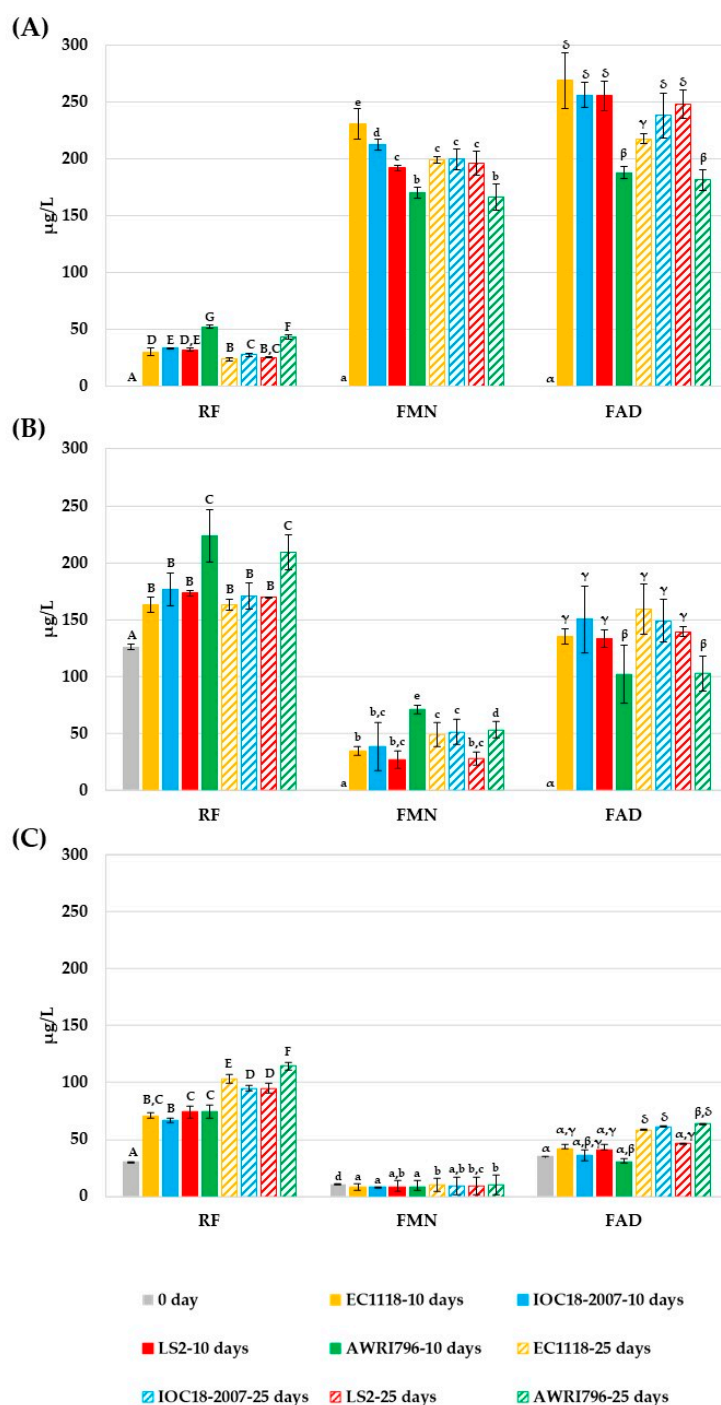 (A)
300
250
200
150
100
50
0
µg/L
A
D
E
D,E
G
B
C
B,C
F
a
e
d
c
b
c
c
c
b
α
δ
δ
δ
β
γ
δ
δ
β
RF
FMN
FAD
(B)
300
250
200
150
100
50
0
µg/L
A
B
B
B
C
B
B
B
C
a
b
b,c
b,c
e
c
c
b,c
d
α
γ
γ
γ
β
γ
γ
γ
β
RF
FMN
FAD
(C)
300
250
200
150
100
50
0
µg/L
A
B,C
B
C
C
E
D
D
F
d
a
a
a,b
a
b
a,b
b,c
b
α
α,γ
α,β,γ
α,γ
α,β
δ
δ
α,γ
β,δ
RF
FMN
FAD
0 day
EC1118-10 days
IOC18-2007-10 days
LS2-10 days
AWRI796-10 days
EC1118-25 days
IOC18-2007-25 days
LS2-25 days
AWRI796-25 days